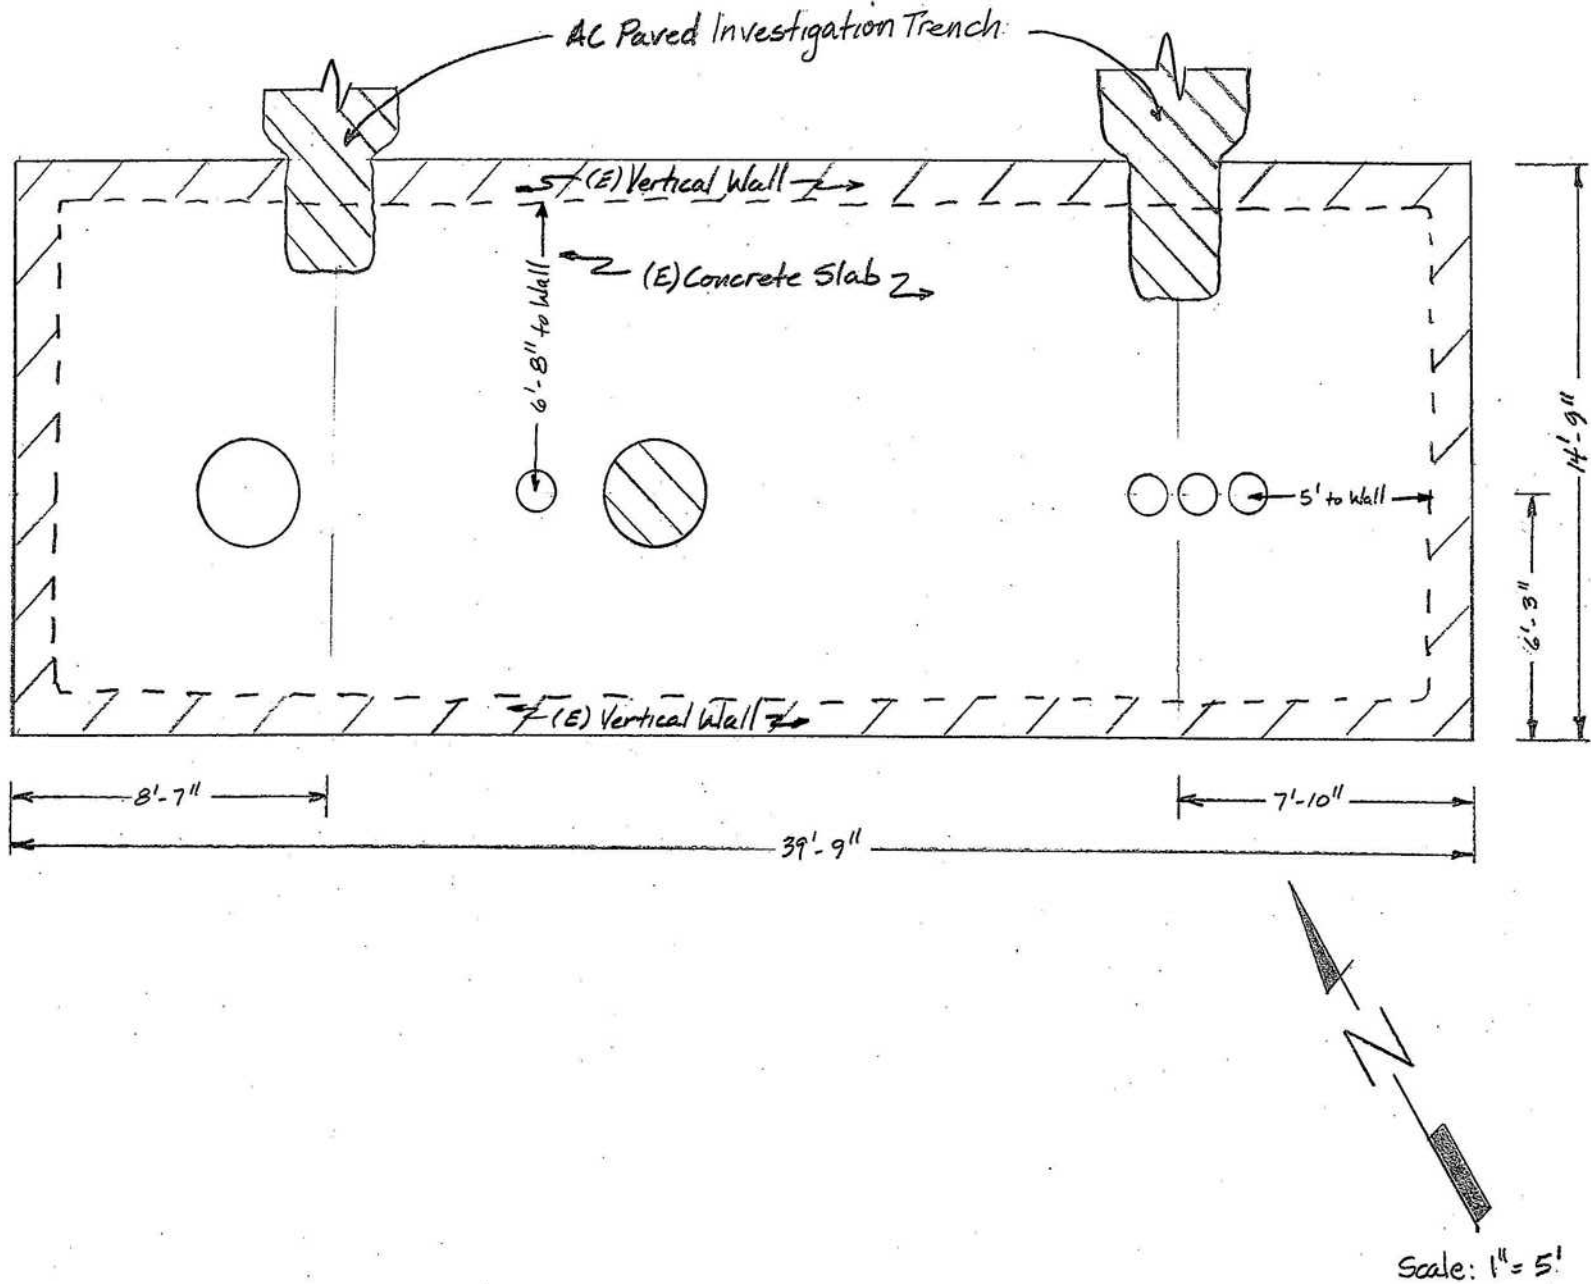 AC Paved Investigation Trench
(E) Vertical Wall
(E) Concrete Slab
6'-8" to Wall
5' to Wall
14'-9"
6'-3"
(E) Vertical Wall
8'-7"
7'-10"
39'-9"
N
Scale: 1" = 5'